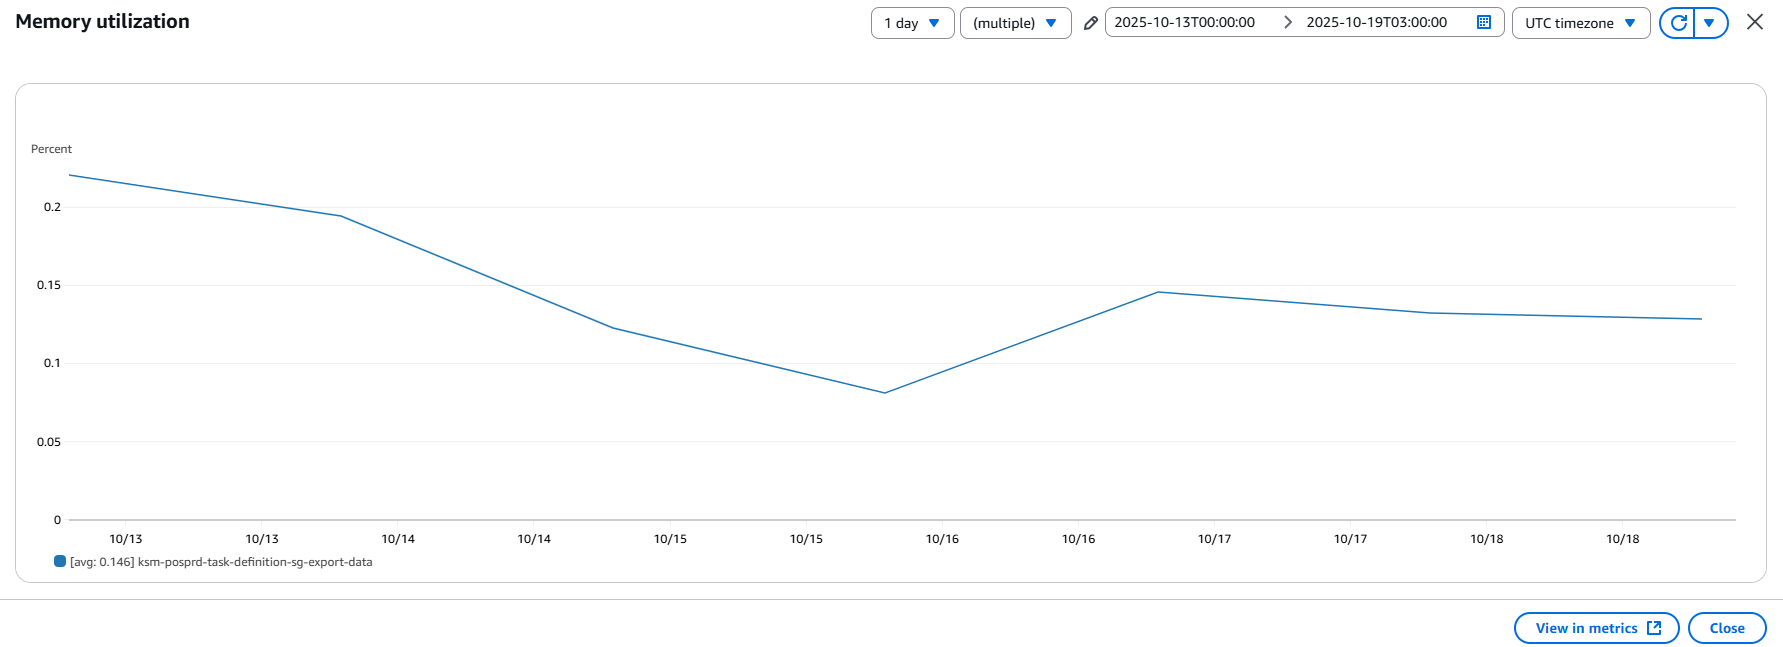 Memory utilization
1 day
(multiple)
2025-10-13T00:00:00
2025-10-19T03:00:00
UTC timezone
Percent
0.2
0.15
0.1
0.05
0
10/13 10/13 10/14 10/14 10/15 10/15 10/16 10/16 10/17 10/17 10/18 10/18
[avg: 0.146] ksm-posprd-task-definition-sg-export-data
View in metrics
Close